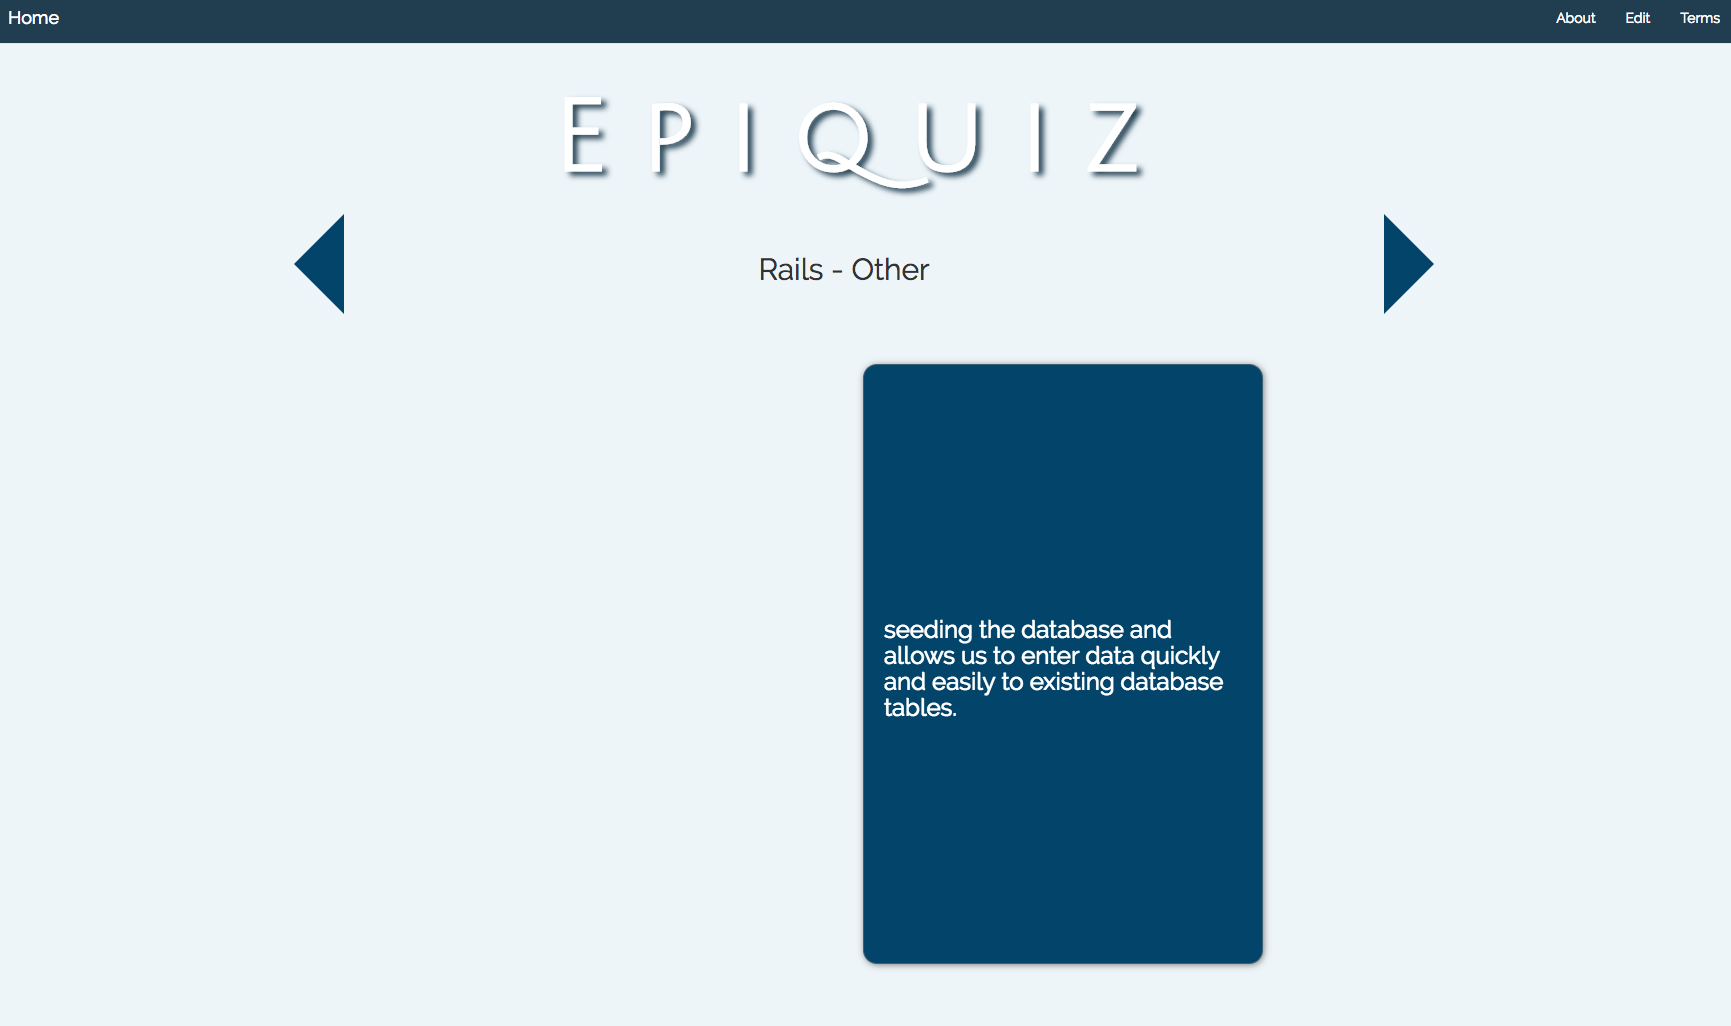 Home About Edit Terms
EPIQUIZ
Rails - Other
seeding the database and
allows us to enter data quickly
and easily to existing database
tables.